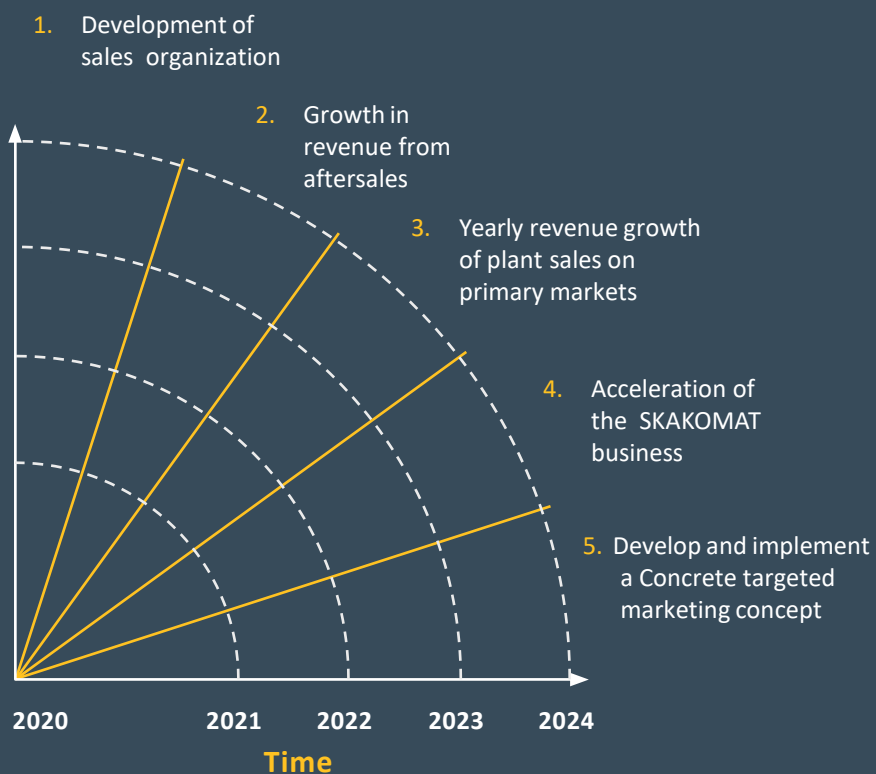 1. Development of
sales organization
2. Growth in
revenue from
aftersales
3. Yearly revenue growth
of plant sales on
primary markets
4. Acceleration of
the SKAKOMAT
business
5. Develop and implement
a Concrete targeted
marketing concept
2020 2021 2022 2023 2024
Time